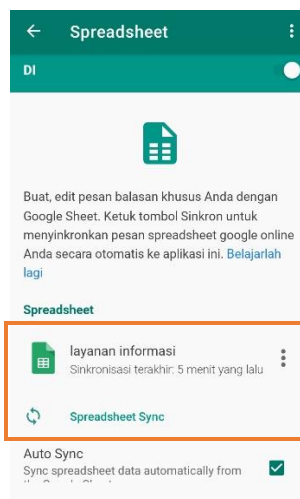 Spreadsheet
DI
Buat, edit pesan balasan khusus Anda dengan
Google Sheet. Ketuk tombol Sinkron untuk
menyinkronkan pesan spreadsheet google online
Anda secara otomatis ke aplikasi ini. Belajarlah
lagi
Spreadsheet
layanan informasi
Sinkronisasi terakhir: 5 menit yang lalu
Spreadsheet Sync
Auto Sync
Sync spreadsheet data automatically from